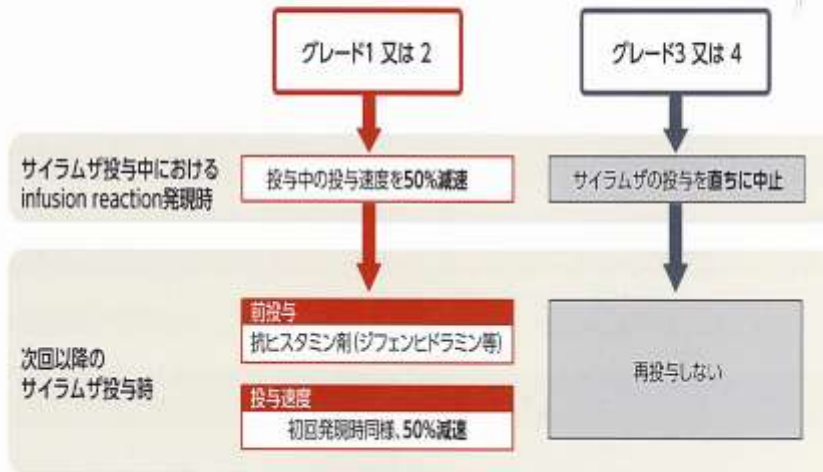 グレード1 又は 2
グレード3 又は 4
サイラムザ投与中における
infusion reaction発現時
投与中の投与速度を50%減速
サイラムザの投与を直ちに中止
次回以降の
サイラムザ投与時
前投与
抗ヒスタミン剤(ジフェンヒドラミン等)
投与速度
初回発現時同様、50%減速
再投与しない